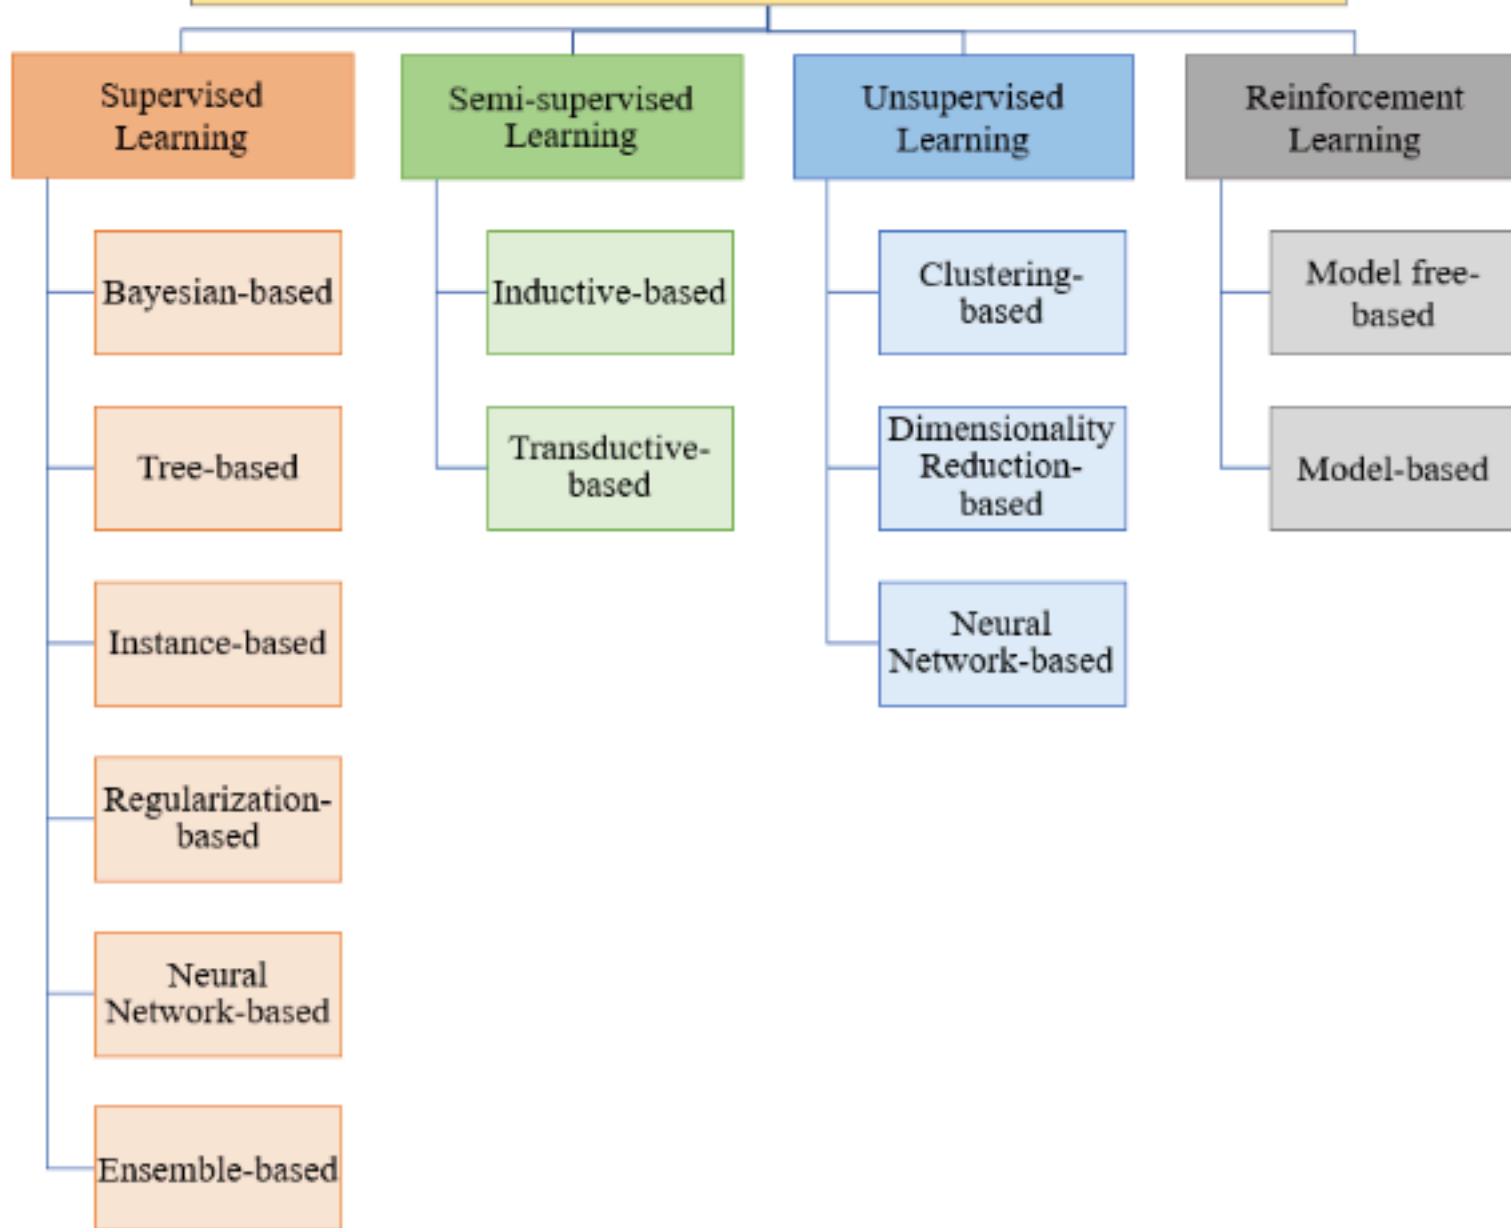 Supervised
Learning
Semi-supervised
Learning
Unsupervised
Learning
Reinforcement
Learning
Bayesian-based
Tree-based
Instance-based
Regularization-
based
Neural
Network-based
Ensemble-based
Inductive-based
Transductive-
based
Clustering-
based
Dimensionality
Reduction-
based
Neural
Network-based
Model free-
based
Model-based